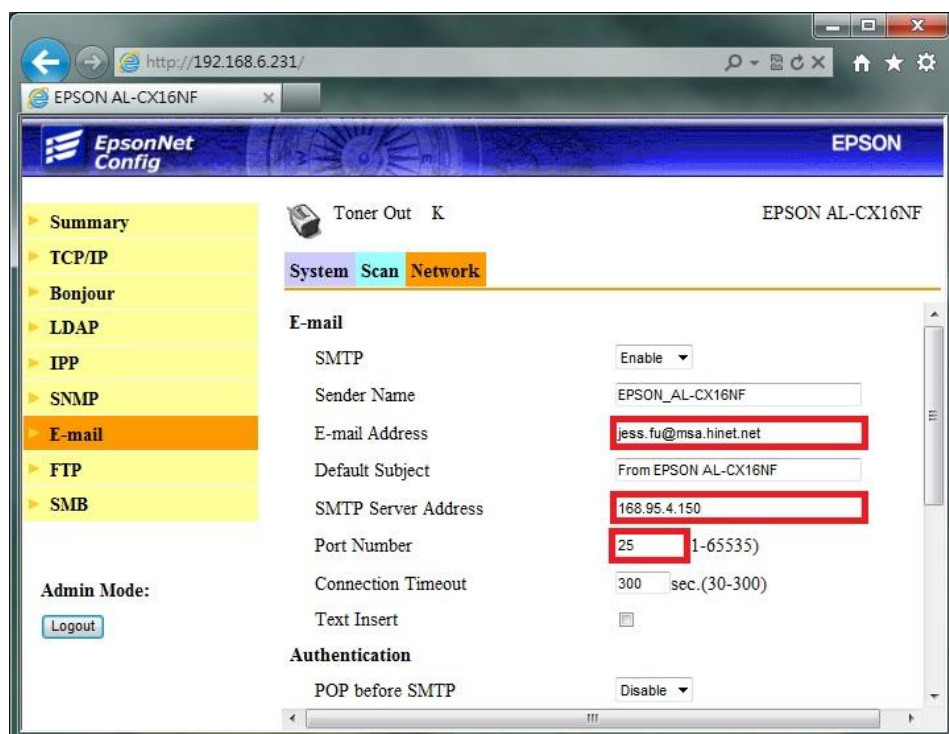 http://192.168.6.231/
EPSON AL-CX16NF
EpsonNet
Config
EPSON
Toner Out K
EPSON AL-CX16NF
System Scan Network
Summary
TCP/IP
Bonjour
LDAP
IPP
SNMP
E-mail
FTP
SMB
Admin Mode:
Logout
E-mail
SMTP Enable
Sender Name EPSON_AL-CX16NF
E-mail Address jess.fu@msa.hinet.net
Default Subject From EPSON AL-CX16NF
SMTP Server Address 168.95.4.150
Port Number 25 1-65535)
Connection Timeout 300 sec.(30-300)
Text Insert
Authentication
POP before SMTP Disable